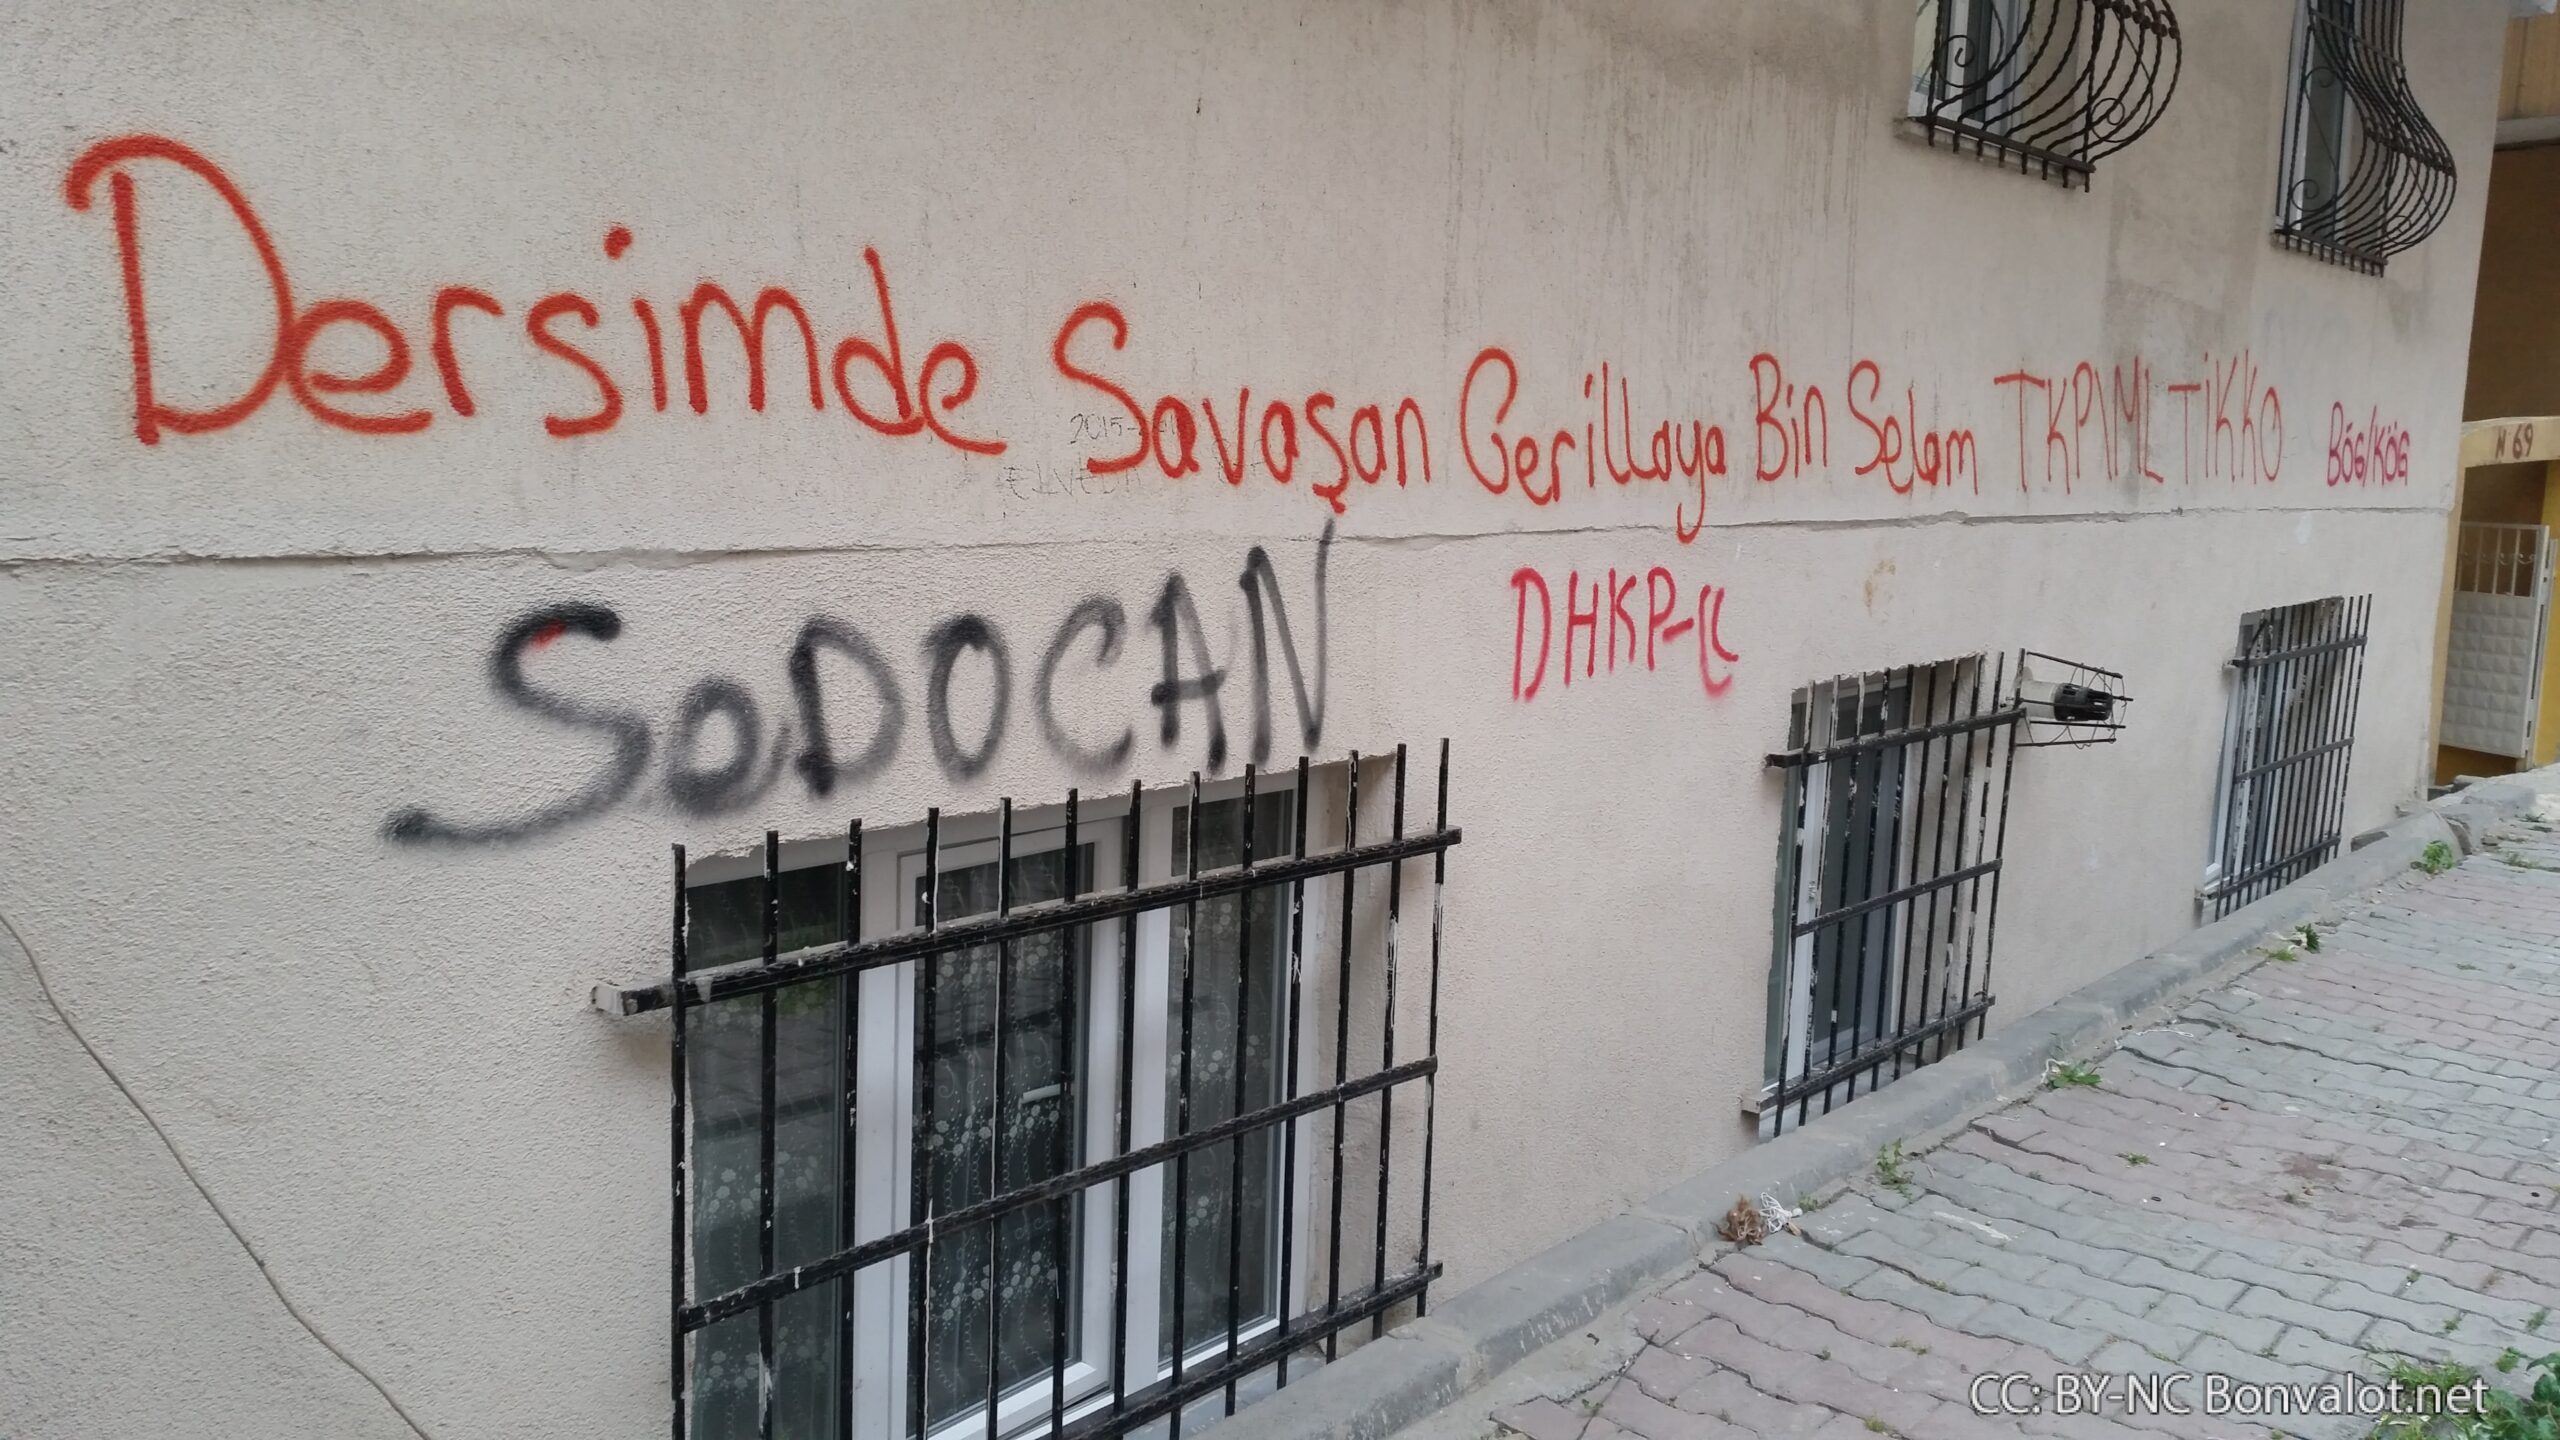 Dersimde Savaşan Gerillaya Bin Selam TKP\ML TİKKO BÖG/KÖG
SoDOCAN
DHKP-C
N 69
2015-
CC: BY-NC Bonvalot.net